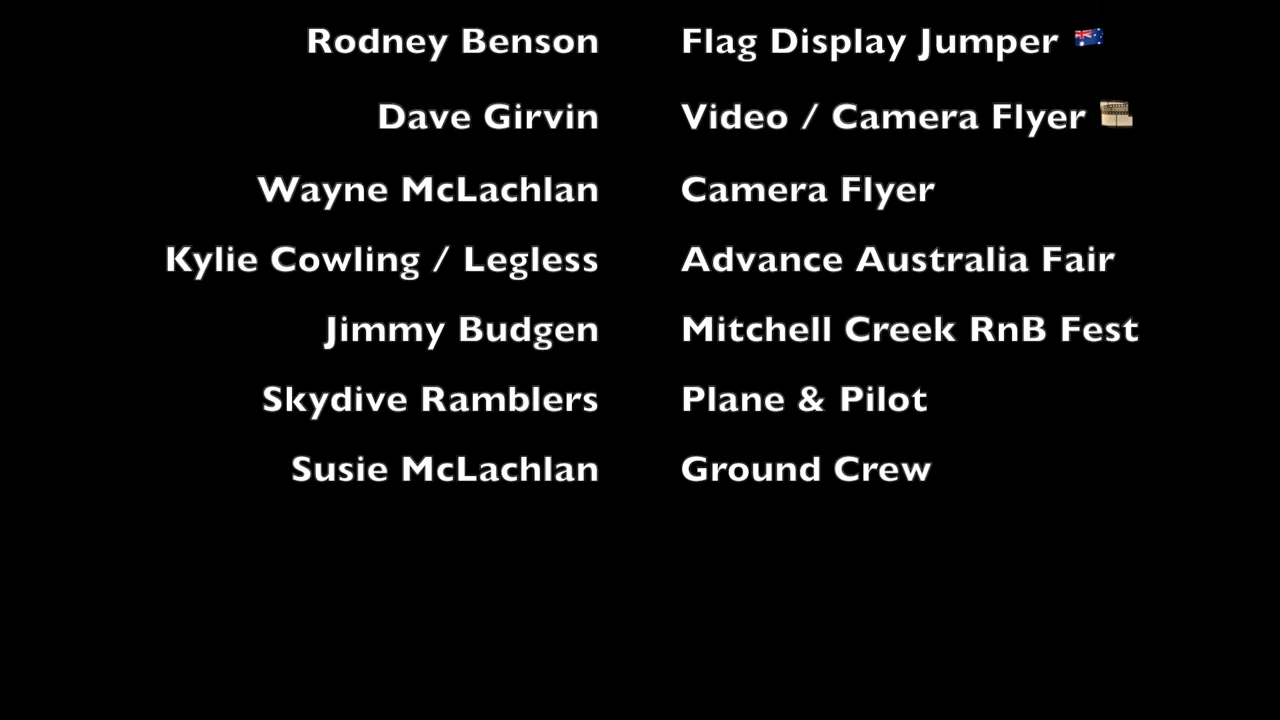 Rodney Benson Flag Display Jumper 🇦🇺
Dave Girvin Video / Camera Flyer 🎞
Wayne McLachlan Camera Flyer
Kylie Cowling / Legless Advance Australia Fair
Jimmy Budgen Mitchell Creek RnB Fest
Skydive Ramblers Plane & Pilot
Susie McLachlan Ground Crew